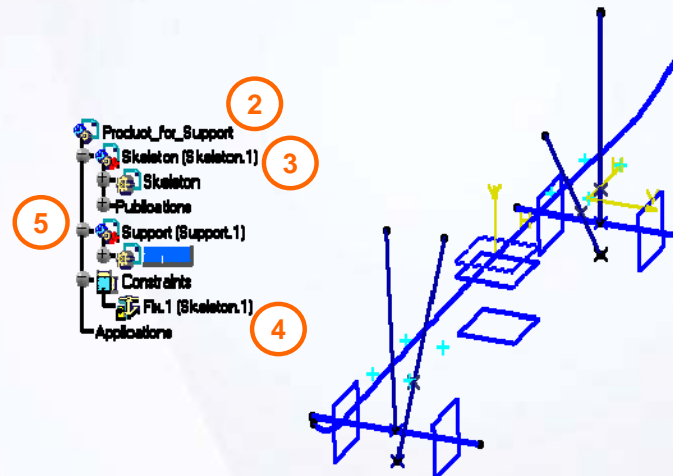 2
Product_for_Support
Skeleton (Skeleton.1)
3
Skeleton
Publications
5
Support (Support.1)
Constraints
Fix.1 (Skeleton.1)
4
Applications